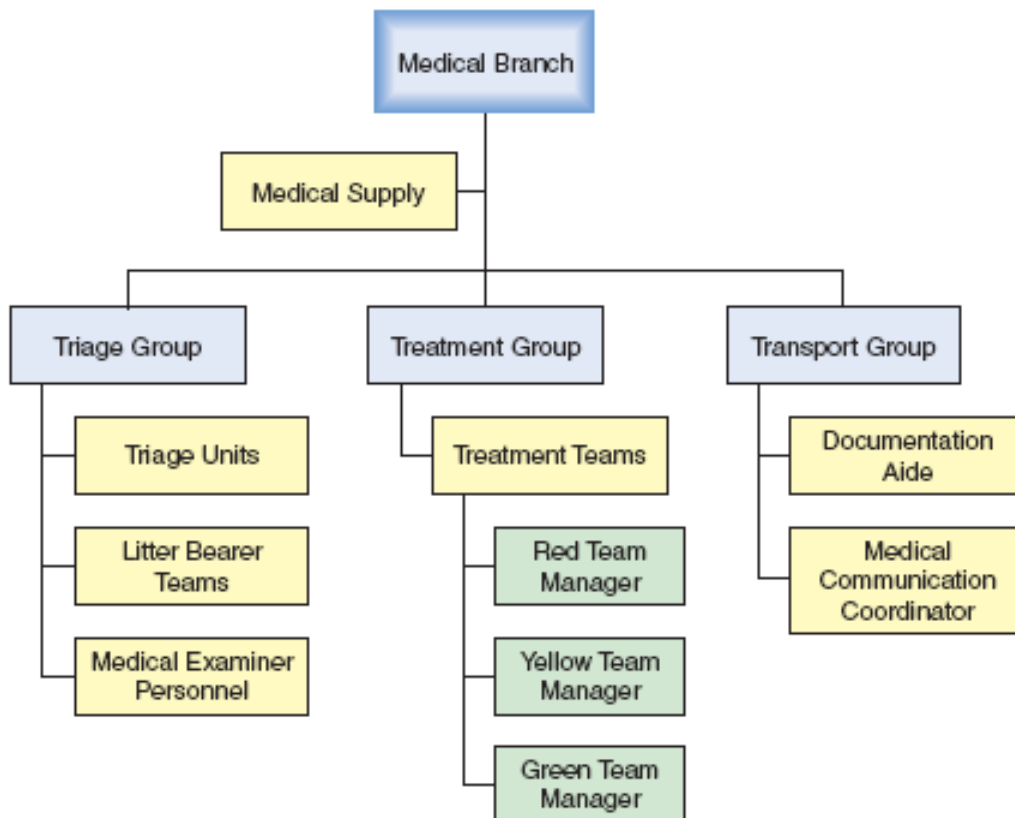 Medical Branch
Medical Supply
Triage Group
Treatment Group
Transport Group
Triage Units
Treatment Teams
Documentation
Aide
Litter Bearer
Teams
Red Team
Manager
Medical
Communication
Coordinator
Medical Examiner
Personnel
Yellow Team
Manager
Green Team
Manager